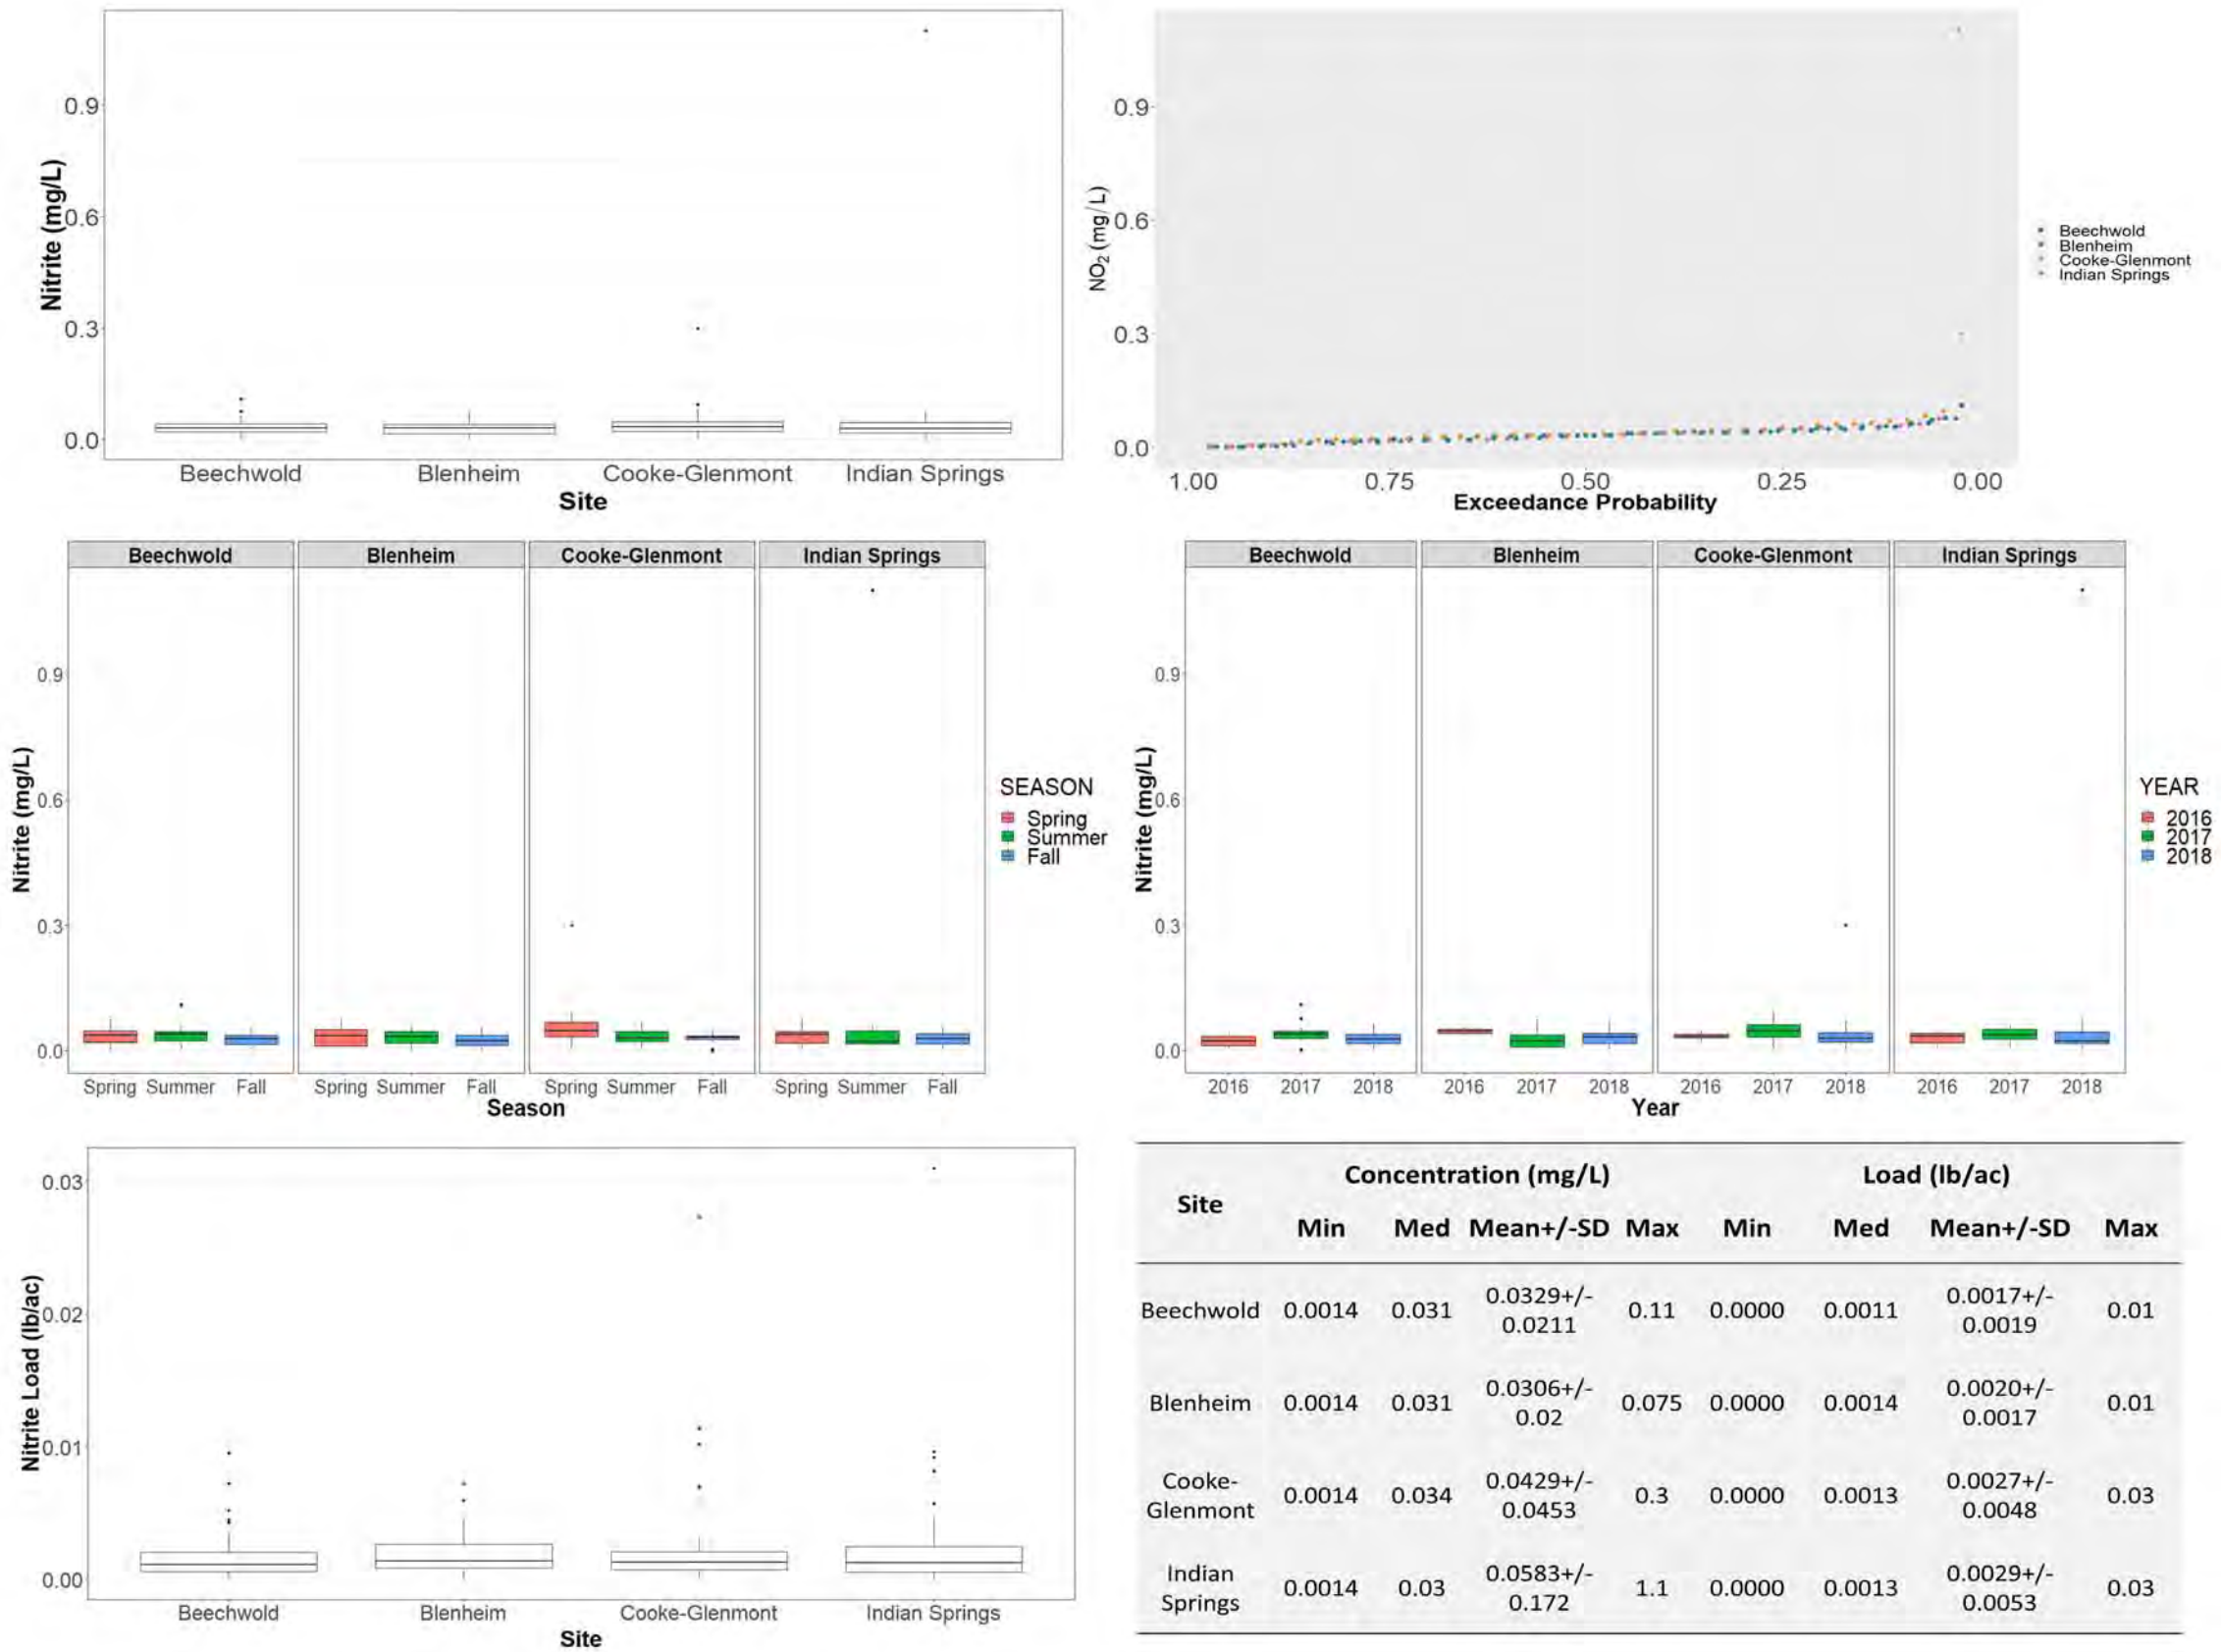 Nitrite (mg/L)
0.9
0.6
0.3
0.0
Beechwold Blenheim Cooke-Glenmont Indian Springs
Site
NO2 (mg/L)
0.9
0.6
0.3
0.0
1.00 0.75 0.50 0.25 0.00
Exceedance Probability
Beechwold
Blenheim
Cooke-Glenmont
Indian Springs
Beechwold Blenheim Cooke-Glenmont Indian Springs
Nitrite (mg/L)
0.9
0.6
0.3
0.0
Spring Summer Fall Spring Summer Fall Spring Summer Fall Spring Summer Fall
Season
SEASON
Spring
Summer
Fall
Beechwold Blenheim Cooke-Glenmont Indian Springs
Nitrite (mg/L)
0.9
0.6
0.3
0.0
2016 2017 2018 2016 2017 2018 2016 2017 2018 2016 2017 2018
Year
YEAR
2016
2017
2018
Nitrite Load (lb/ac)
0.03
0.02
0.01
0.00
Beechwold Blenheim Cooke-Glenmont Indian Springs
Site
Site Concentration (mg/L) Load (lb/ac)
Min Med Mean+/-SD Max Min Med Mean+/-SD Max
Beechwold 0.0014 0.031 0.0329+/- 0.0211 0.11 0.0000 0.0011 0.0017+/- 0.0019 0.01
Blenheim 0.0014 0.031 0.0306+/- 0.02 0.075 0.0000 0.0014 0.0020+/- 0.0017 0.01
Cooke- Glenmont 0.0014 0.034 0.0429+/- 0.0453 0.3 0.0000 0.0013 0.0027+/- 0.0048 0.03
Indian Springs 0.0014 0.03 0.0583+/- 0.172 1.1 0.0000 0.0013 0.0029+/- 0.0053 0.03